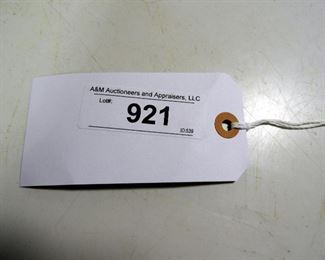 A&M Auctioneers and Appraisers, LLC
Lot#:
921
ID:539